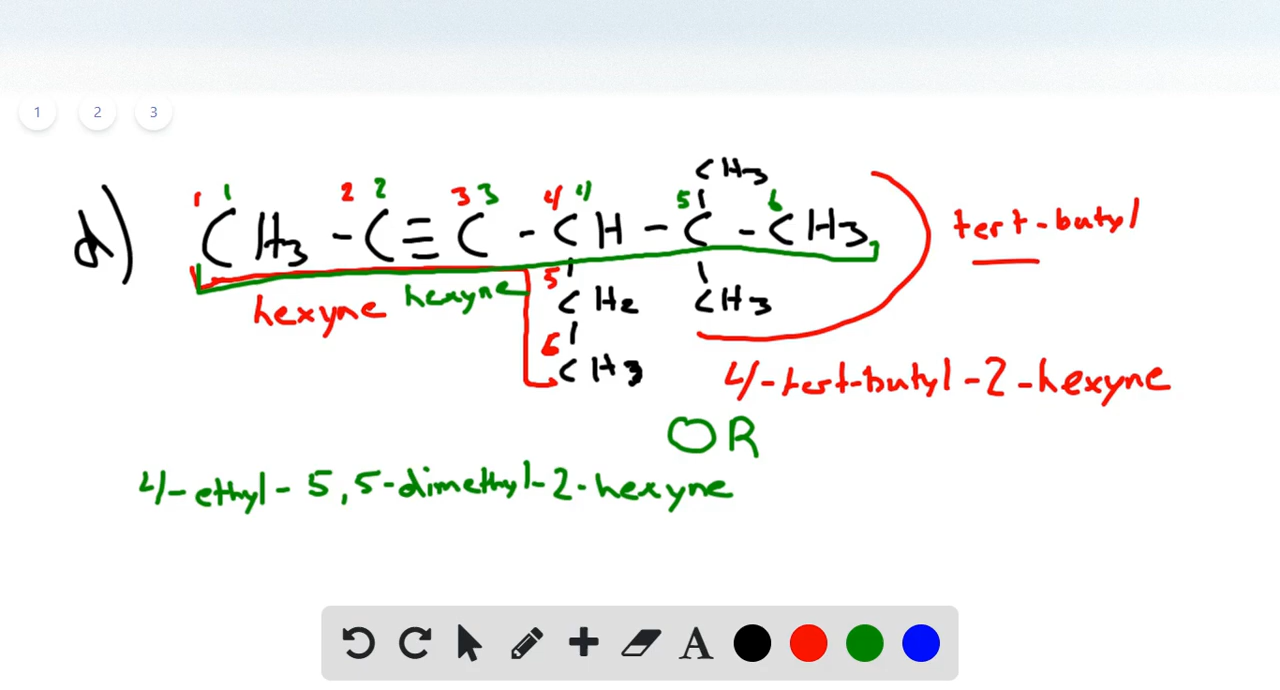 1 2 3
CH3
1 1 2 2 3 3 4 4 5 6
d) CH3 - C ≡ C - CH - C - CH3 tert-butyl
5 CH2 CH3
hexyne hexyne
6 CH3 4-tert-butyl-2-hexyne
OR
4-ethyl-5,5-dimethyl-2-hexyne
A